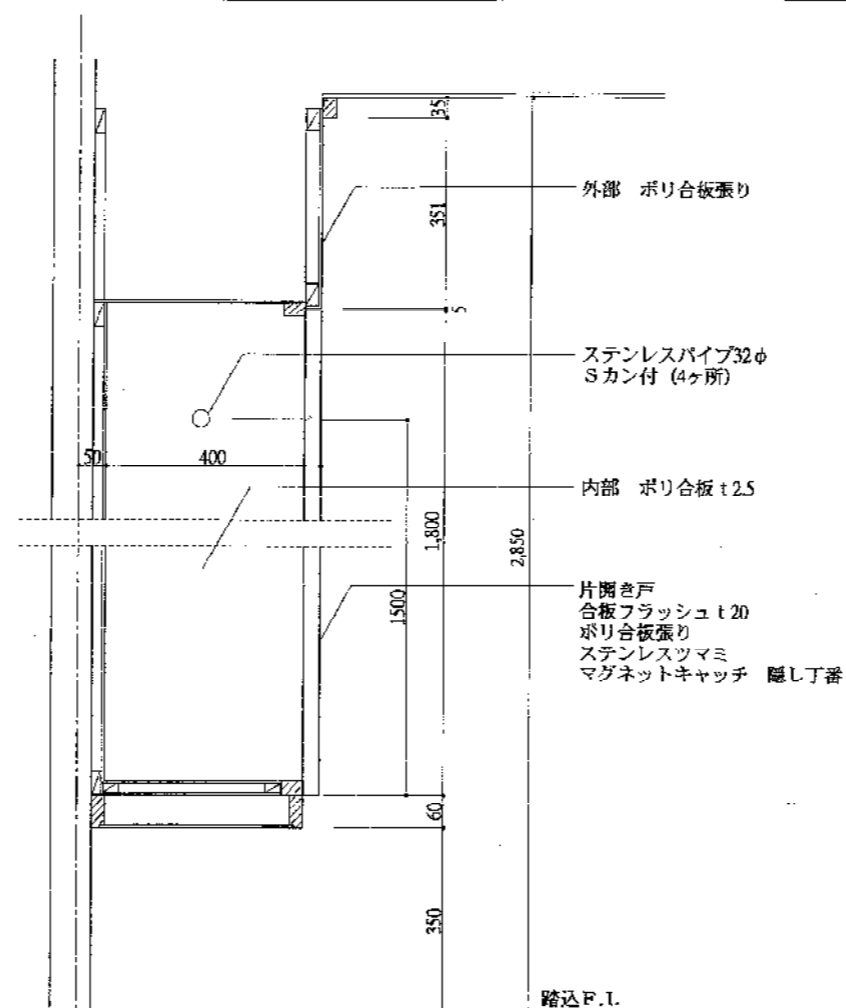 35
外部 ポリ合板張り
351
5
ステンレスパイプ32φ
Sカン付 (4ヶ所)
50
400
内部 ポリ合板 t2.5
1,800
2,850
1500
片開き戸
合板フラッシュ t20
ポリ合板張り
ステンレスツマミ
マグネットキャッチ 隠し丁番
60
350
踏込F.L